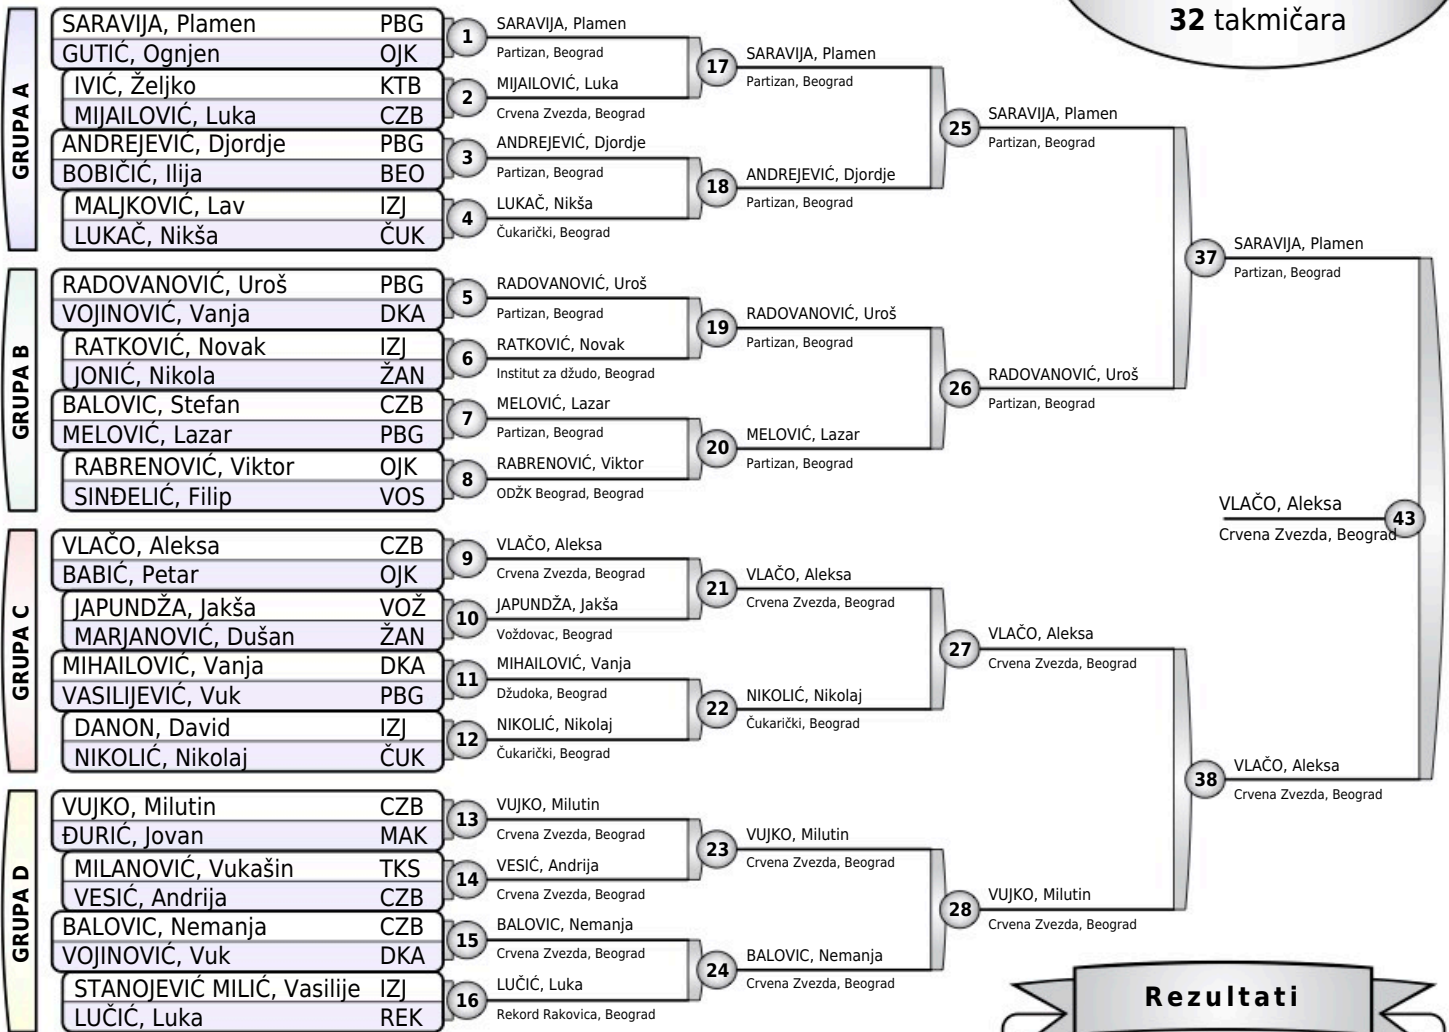 32 takmičara
GRUPA A
SARAVIJA, Plamen PBG
GUTIĆ, Ognjen OJK
IVIĆ, Željko KTB
MIJAILOVIĆ, Luka CZB
ANDREJEVIĆ, Djordje PBG
BOBIČIĆ, Ilija BEO
MALJKOVIĆ, Lav IZJ
LUKAČ, Nikša ČUK
GRUPA B
RADOVANOVIĆ, Uroš PBG
VOJINOVIĆ, Vanja DKA
RATKOVIĆ, Novak IZJ
JONIĆ, Nikola ŽAN
BALOVIC, Stefan CZB
MELOVIĆ, Lazar PBG
RABRENOVIĆ, Viktor OJK
SINĐELIĆ, Filip VOS
GRUPA C
VLAČO, Aleksa CZB
BABIĆ, Petar OJK
JAPUNDŽA, Jakša VOŽ
MARJANOVIĆ, Dušan ŽAN
MIHAILOVIĆ, Vanja DKA
VASILIJEVIĆ, Vuk PBG
DANON, David IZJ
NIKOLIĆ, Nikolaj ČUK
GRUPA D
VUJKO, Milutin CZB
ĐURIĆ, Jovan MAK
MILANOVIĆ, Vukašin TKS
VESIĆ, Andrija CZB
BALOVIC, Nemanja CZB
VOJINOVIĆ, Vuk DKA
STANOJEVIĆ MILIĆ, Vasilije IZJ
LUČIĆ, Luka REK
1
SARAVIJA, Plamen
Partizan, Beograd
2
MIJAILOVIĆ, Luka
Crvena Zvezda, Beograd
3
ANDREJEVIĆ, Djordje
Partizan, Beograd
4
LUKAČ, Nikša
Čukarički, Beograd
5
RADOVANOVIĆ, Uroš
Partizan, Beograd
6
RATKOVIĆ, Novak
Institut za džudo, Beograd
7
MELOVIĆ, Lazar
Partizan, Beograd
8
RABRENOVIĆ, Viktor
ODŽK Beograd, Beograd
9
VLAČO, Aleksa
Crvena Zvezda, Beograd
10
JAPUNDŽA, Jakša
Voždovac, Beograd
11
MIHAILOVIĆ, Vanja
Džudoka, Beograd
12
NIKOLIĆ, Nikolaj
Čukarički, Beograd
13
VUJKO, Milutin
Crvena Zvezda, Beograd
14
VESIĆ, Andrija
Crvena Zvezda, Beograd
15
BALOVIC, Nemanja
Crvena Zvezda, Beograd
16
LUČIĆ, Luka
Rekord Rakovica, Beograd
17
SARAVIJA, Plamen
Partizan, Beograd
18
ANDREJEVIĆ, Djordje
Partizan, Beograd
19
RADOVANOVIĆ, Uroš
Partizan, Beograd
20
MELOVIĆ, Lazar
Partizan, Beograd
21
VLAČO, Aleksa
Crvena Zvezda, Beograd
22
NIKOLIĆ, Nikolaj
Čukarički, Beograd
23
VUJKO, Milutin
Crvena Zvezda, Beograd
24
BALOVIC, Nemanja
Crvena Zvezda, Beograd
25
SARAVIJA, Plamen
Partizan, Beograd
26
RADOVANOVIĆ, Uroš
Partizan, Beograd
27
VLAČO, Aleksa
Crvena Zvezda, Beograd
28
VUJKO, Milutin
Crvena Zvezda, Beograd
37
SARAVIJA, Plamen
Partizan, Beograd
38
VLAČO, Aleksa
Crvena Zvezda, Beograd
43
VLAČO, Aleksa
Crvena Zvezda, Beograd
Rezultati